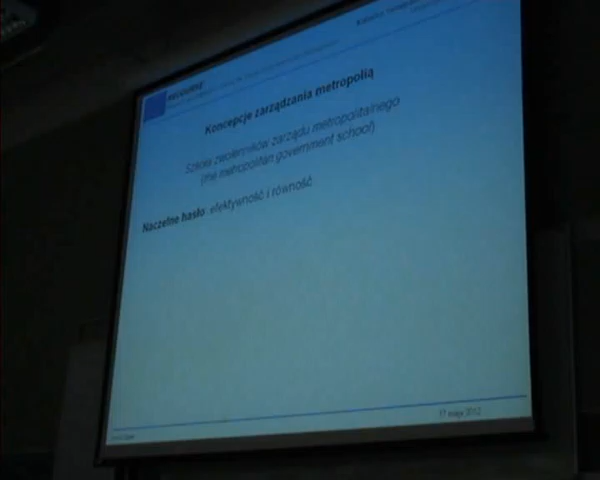 Koncepcje zarządzania metropolią
Szkoła zwolenników zarządu metropolitalnego
(the metropolitan government school)
Naczelne hasło: efektywność i równość
17 maja 2012